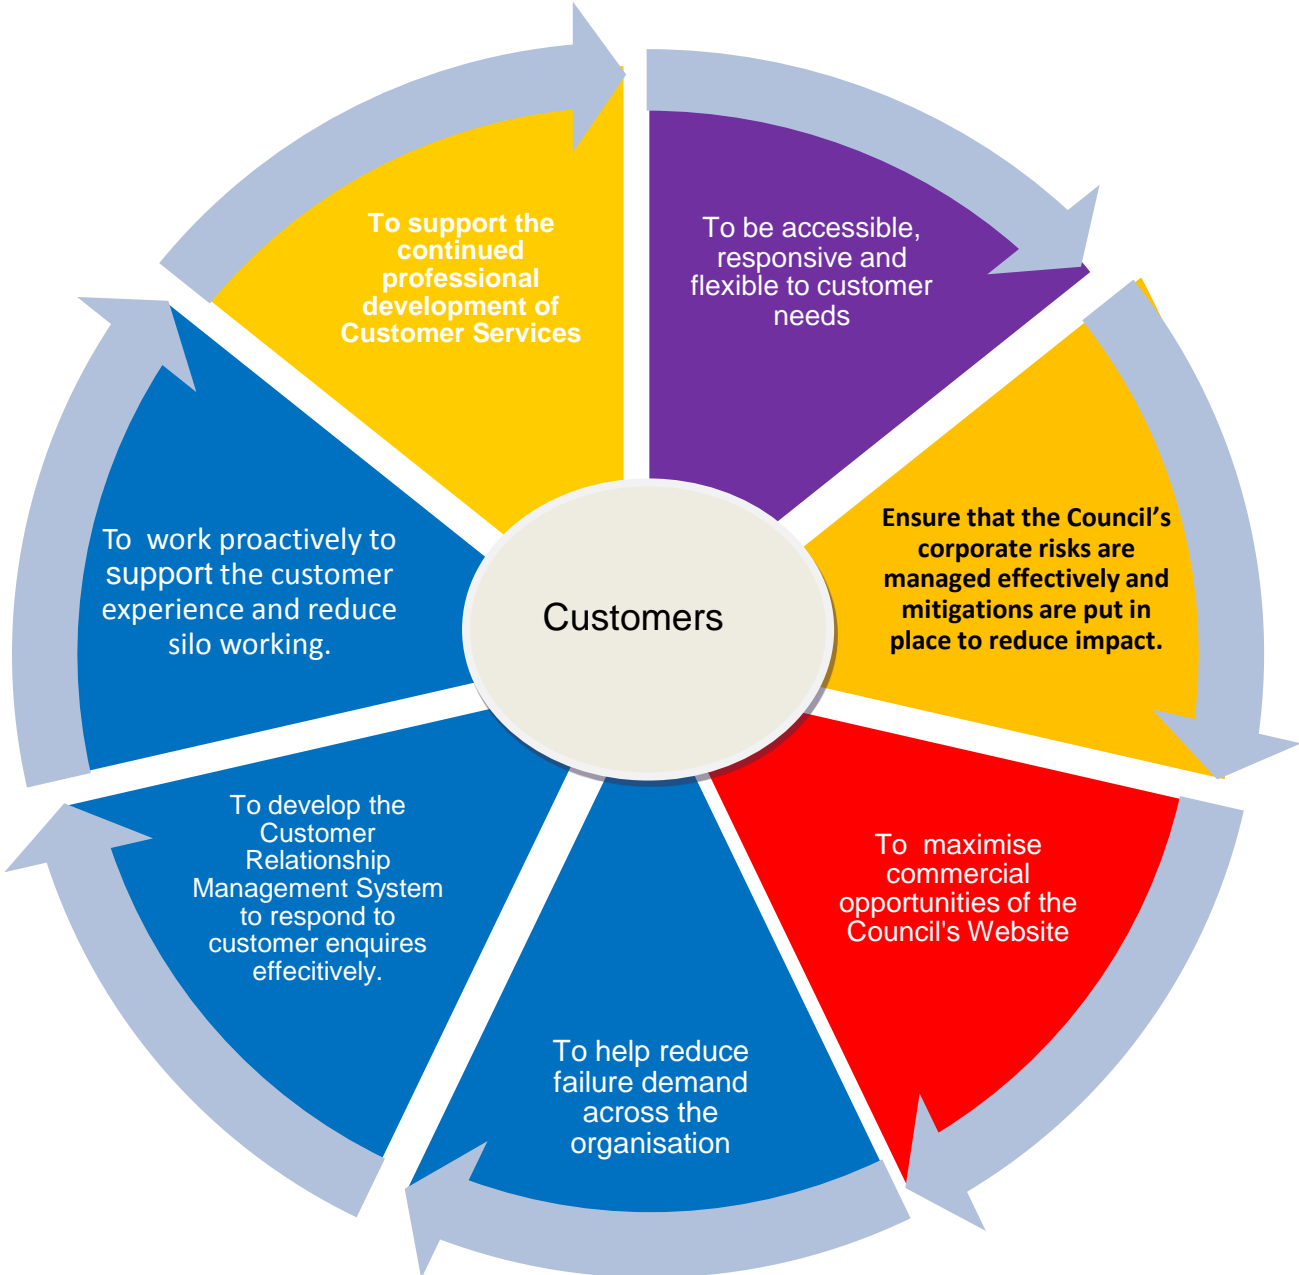 To support the
continued
professional
development of
Customer Services
To be accessible,
responsive and
flexible to customer
needs
Ensure that the Council’s
corporate risks are
managed effectively and
mitigations are put in
place to reduce impact.
To maximise
commercial
opportunities of the
Council's Website
To help reduce
failure demand
across the
organisation
To develop the
Customer
Relationship
Management System
to respond to
customer enquires
effecitively.
To work proactively to
support the customer
experience and reduce
silo working.
Customers